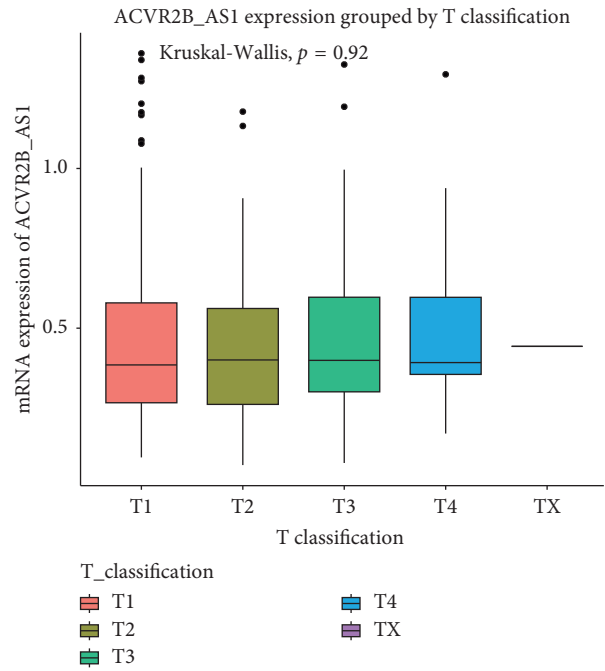 ACVR2B_AS1 expression grouped by T classification
Kruskal-Wallis, p = 0.92
mRNA expression of ACVR2B_AS1
1.0
0.5
T1 T2 T3 T4 TX
T classification
T_classification
T1 T4
T2 TX
T3